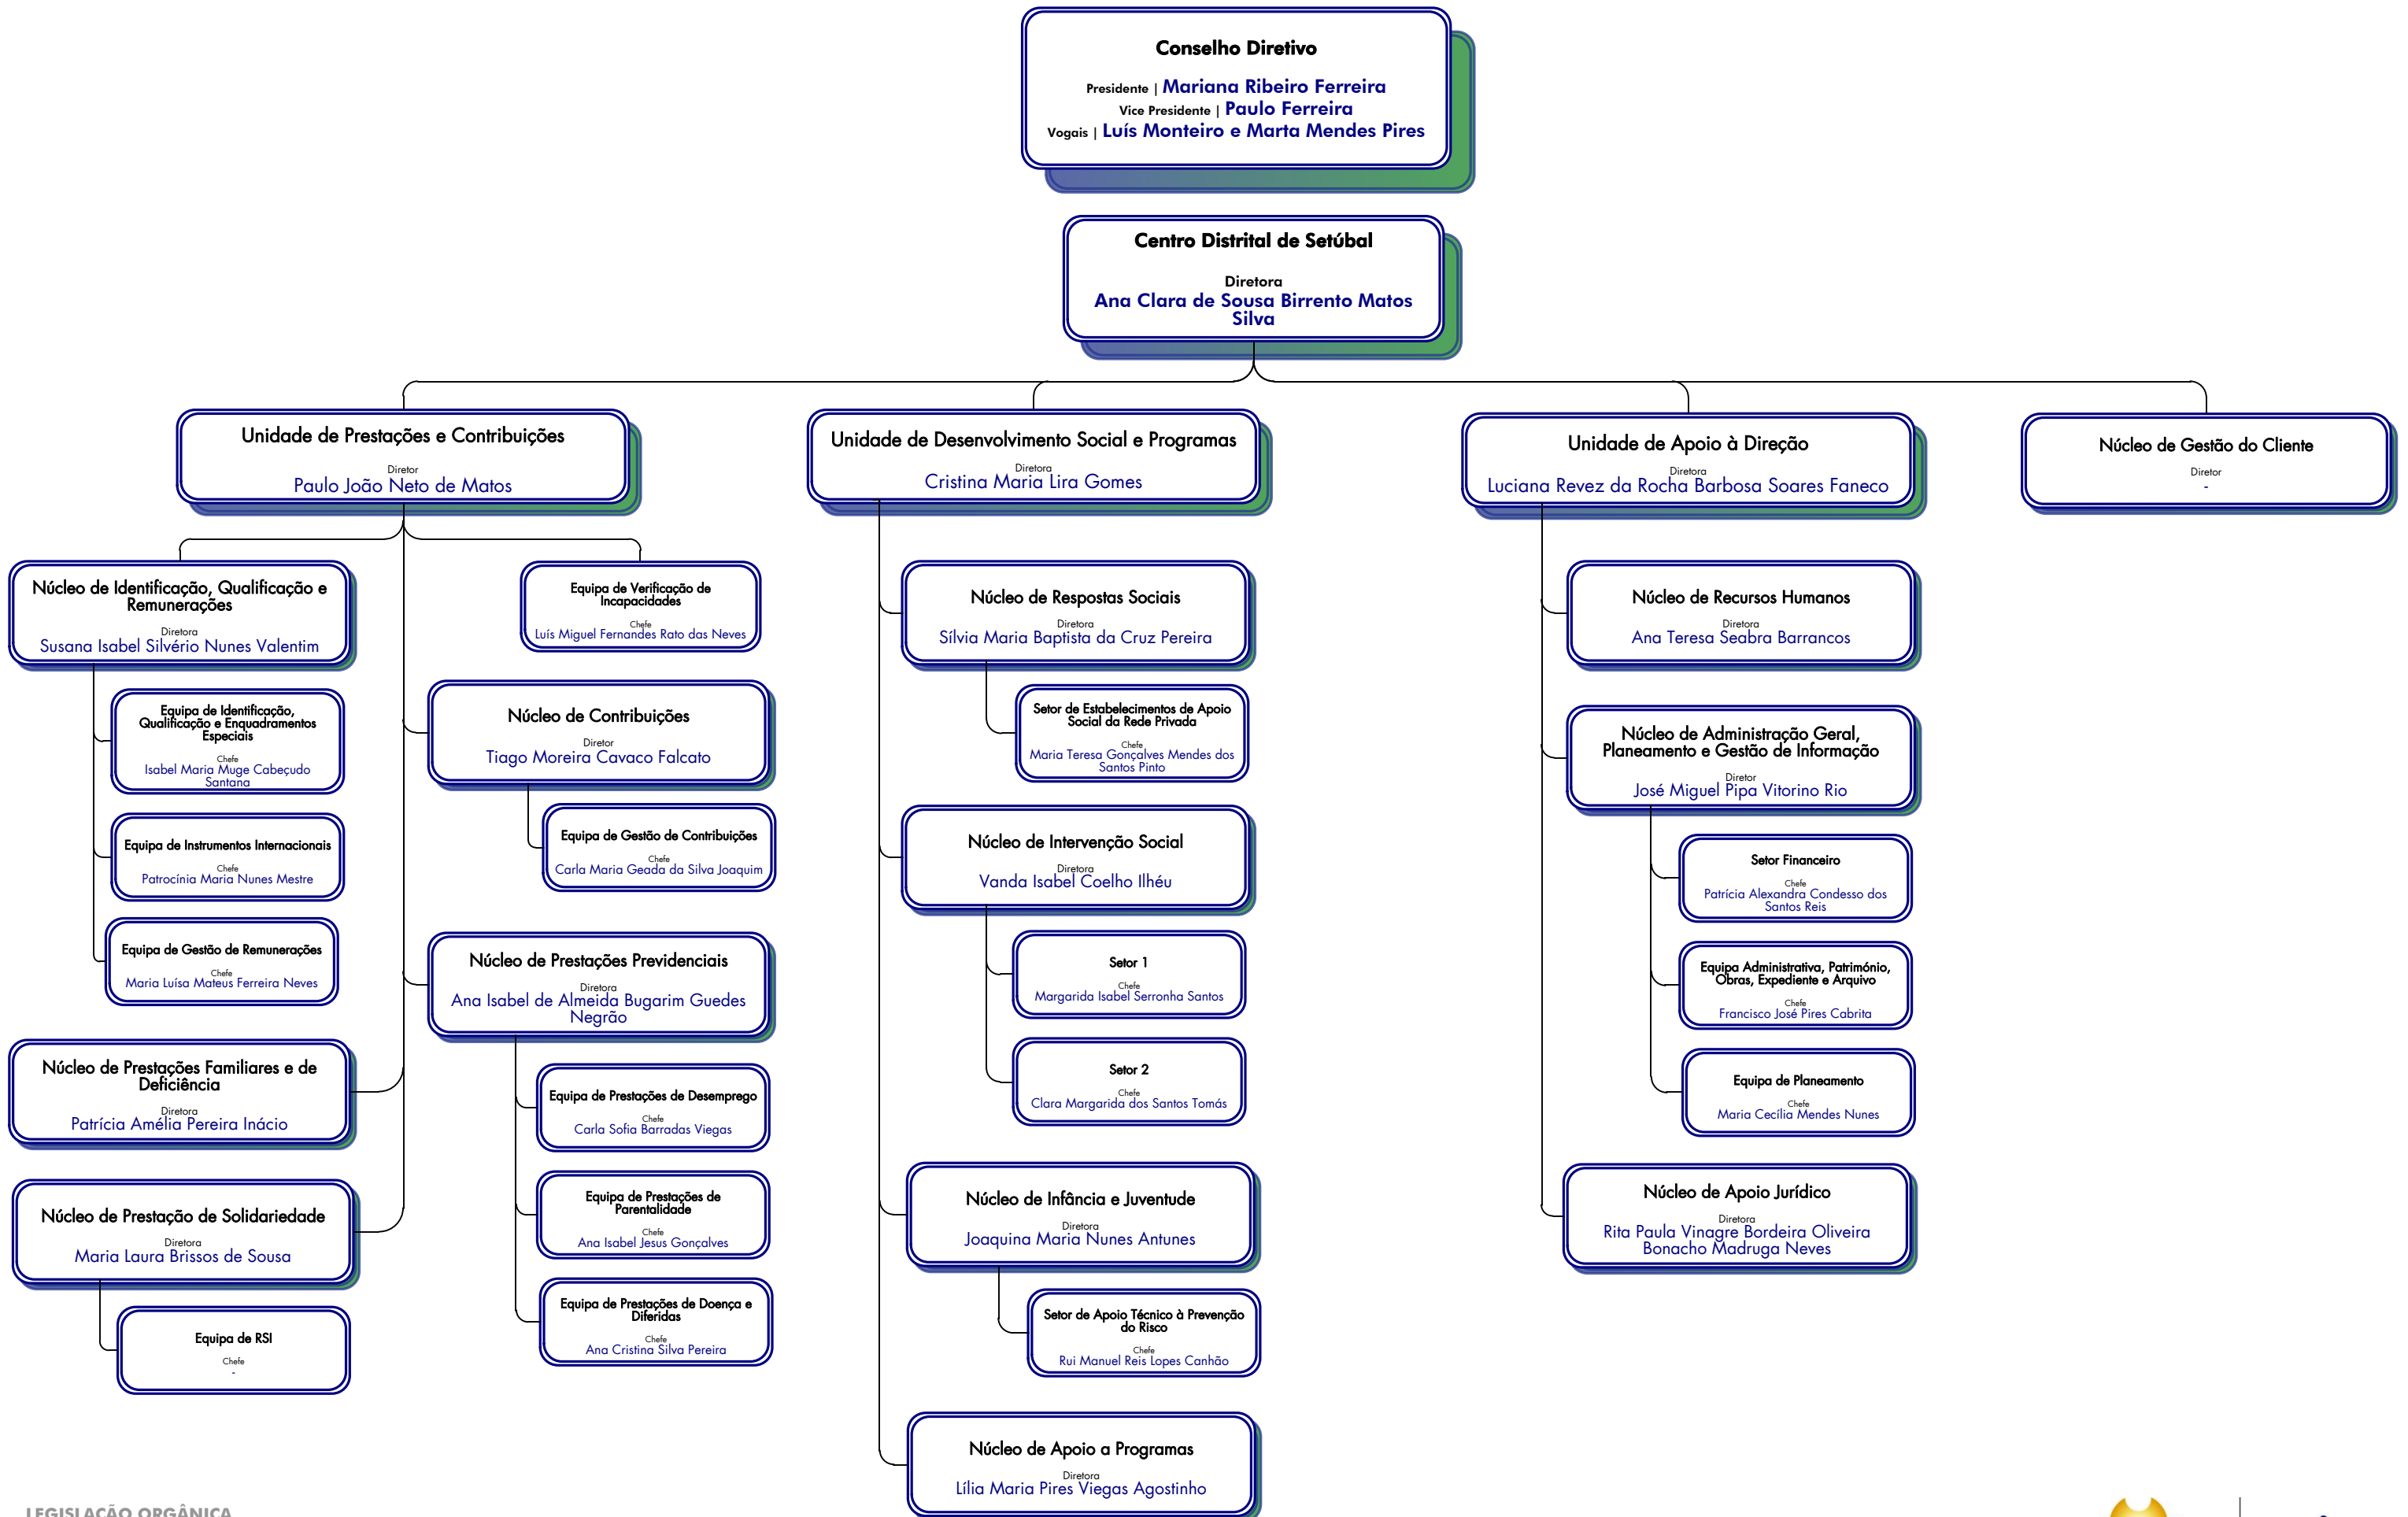 Conselho Diretivo
Presidente | Mariana Ribeiro Ferreira
Vice Presidente | Paulo Ferreira
Vogais | Luís Monteiro e Marta Mendes Pires
Centro Distrital de Setúbal
Diretora
Ana Clara de Sousa Birrento Matos
Silva
Unidade de Prestações e Contribuições
Diretor
Paulo João Neto de Matos
Núcleo de Identificação, Qualificação e
Remunerações
Diretora
Susana Isabel Silvério Nunes Valentim
Equipa de Identificação,
Qualificação e Enquadramentos
Especiais
Chefe
Isabel Maria Muge Cabeçudo
Santana
Equipa de Instrumentos Internacionais
Chefe
Patrocínia Maria Nunes Mestre
Equipa de Gestão de Remunerações
Chefe
Maria Luísa Mateus Ferreira Neves
Núcleo de Prestações Familiares e de
Deficiência
Diretora
Patrícia Amélia Pereira Inácio
Núcleo de Prestação de Solidariedade
Diretora
Maria Laura Brissos de Sousa
Equipa de RSI
Chefe
-
Equipa de Verificação de
Incapacidades
Chefe
Luís Miguel Fernandes Rato das Neves
Núcleo de Contribuições
Diretor
Tiago Moreira Cavaco Falcato
Equipa de Gestão de Contribuições
Chefe
Carla Maria Geada da Silva Joaquim
Núcleo de Prestações Previdenciais
Diretora
Ana Isabel de Almeida Bugarim Guedes
Negrão
Equipa de Prestações de Desemprego
Chefe
Carla Sofia Barradas Viegas
Equipa de Prestações de
Parentalidade
Chefe
Ana Isabel Jesus Gonçalves
Equipa de Prestações de Doença e
Diferidas
Chefe
Ana Cristina Silva Pereira
Unidade de Desenvolvimento Social e Programas
Diretora
Cristina Maria Lira Gomes
Núcleo de Respostas Sociais
Diretora
Sílvia Maria Baptista da Cruz Pereira
Setor de Estabelecimentos de Apoio
Social da Rede Privada
Chefe
Maria Teresa Gonçalves Mendes dos
Santos Pinto
Núcleo de Intervenção Social
Diretora
Vanda Isabel Coelho Ilhéu
Setor 1
Chefe
Margarida Isabel Serronha Santos
Setor 2
Chefe
Clara Margarida dos Santos Tomás
Núcleo de Infância e Juventude
Diretora
Joaquina Maria Nunes Antunes
Setor de Apoio Técnico à Prevenção
do Risco
Chefe
Rui Manuel Reis Lopes Canhão
Núcleo de Apoio a Programas
Diretora
Lília Maria Pires Viegas Agostinho
Unidade de Apoio à Direção
Diretora
Luciana Revez da Rocha Barbosa Soares Faneco
Núcleo de Recursos Humanos
Diretora
Ana Teresa Seabra Barrancos
Núcleo de Administração Geral,
Planeamento e Gestão de Informação
Diretor
José Miguel Pipa Vitorino Rio
Setor Financeiro
Chefe
Patrícia Alexandra Condesso dos
Santos Reis
Equipa Administrativa, Património,
Obras, Expediente e Arquivo
Chefe
Francisco José Pires Cabrita
Equipa de Planeamento
Chefe
Maria Cecília Mendes Nunes
Núcleo de Apoio Jurídico
Diretora
Rita Paula Vinagre Bordeira Oliveira
Bonacho Madruga Neves
Núcleo de Gestão do Cliente
Diretor
-
LEGISLAÇÃO ORGÂNICA